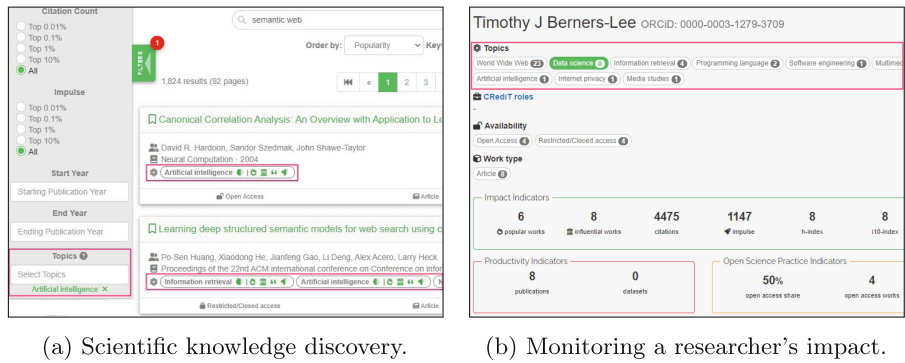 Citation Count
Top 0.01%
Top 0.1%
Top 1%
Top 10%
All
Impulse
Top 0.01%
Top 0.1%
Top 1%
Top 10%
All
Start Year
Starting Publication Year
End Year
Ending Publication Year
Topics
Select Topics
Artificial intelligence ×
semantic web
FILTERS
1
Order by: Popularity
1,824 results (92 pages)
« 1 2 3
Canonical Correlation Analysis: An Overview with Application to Le
David R. Hardoon, Sandor Szedmak, John Shawe-Taylor
Neural Computation · 2004
Artificial intelligence
Open Access Article
Learning deep structured semantic models for web search using c
Po-Sen Huang, Xiaodong He, Jianfeng Gao, Li Deng, Alex Acero, Larry Heck
Proceedings of the 22nd ACM international conference on Conference on infor
Information retrieval Artificial intelligence N
Restricted/Closed access Article
(a) Scientific knowledge discovery.
Timothy J Berners-Lee ORCiD: 0000-0003-1279-3709
Topics
World Wide Web 23 Data science 8 Information retrieval 4 Programming language 2 Software engineering 1 Multimed
Artificial intelligence 1 Internet privacy 1 Media studies 1
CRediT roles
-
Availability
Open Access 4 Restricted/Closed access 4
Work type
Article 8
Impact Indicators
6 8 4475 1147 8 8
popular works influential works citations impulse h-index i10-index
Productivity Indicators
8 0
publications datasets
Open Science Practice Indicators
50% 4
open access share open access works
(b) Monitoring a researcher's impact.